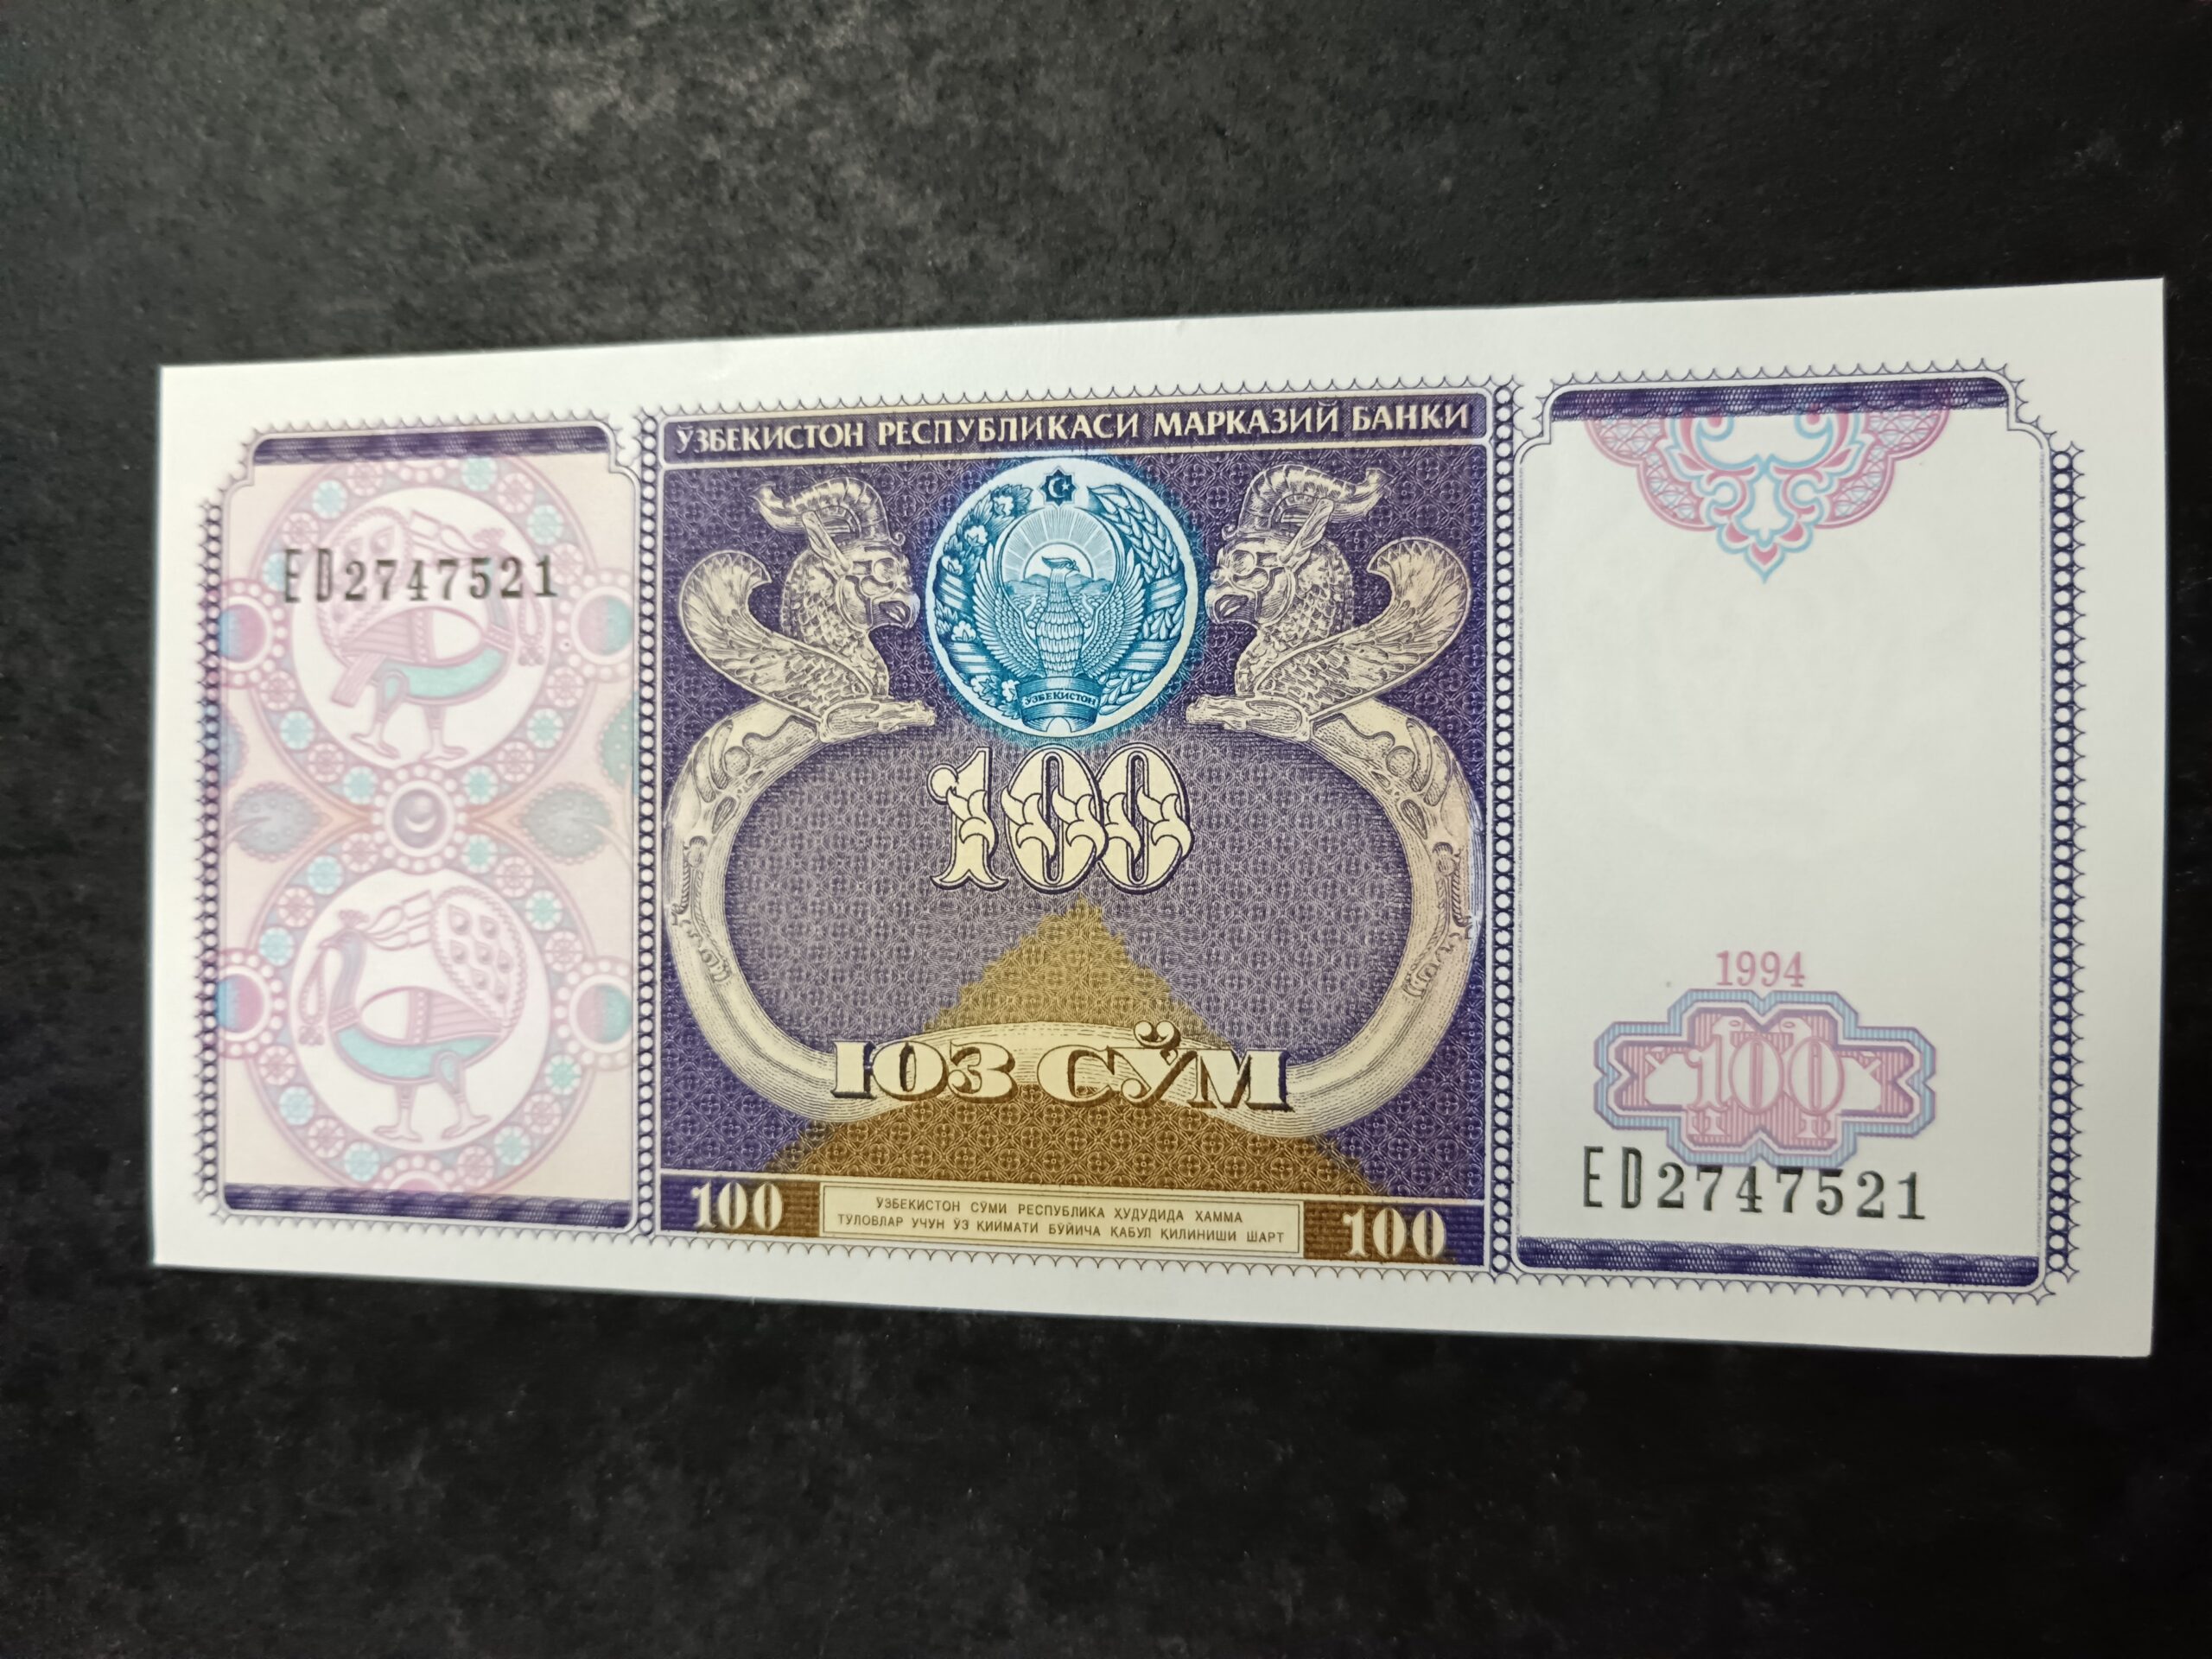 ЎЗБЕКИСТОН РЕСПУБЛИКАСИ МАРКАЗИЙ БАНКИ
ED2747521
ЎЗБЕКИСТОН
100
1994
ЮЗ СЎМ
100
ED2747521
100
ЎЗБЕКИСТОН СЎМИ РЕСПУБЛИКА ҲУДУДИДА ҲАММА
ТЎЛОВЛАР УЧУН ЎЗ ҚИЙМАТИ БЎЙИЧА ҚАБУЛ ҚИЛИНИШИ ШАРТ
100